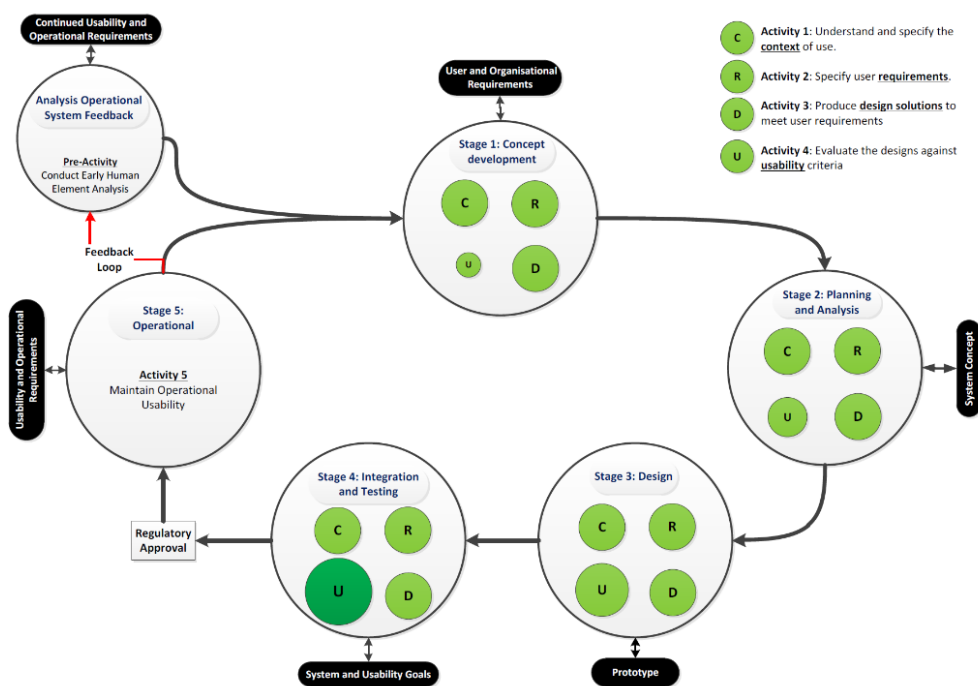 Continued Usability and
Operational Requirements
Analysis Operational
System Feedback
Pre-Activity
Conduct Early Human
Element Analysis
Feedback
Loop
User and Organisational
Requirements
Stage 1: Concept
development
C
R
U
D
C
Activity 1: Understand and specify the
context of use.
R
Activity 2: Specify user requirements.
D
Activity 3: Produce design solutions to
meet user requirements
U
Activity 4: Evaluate the designs against
usability criteria
Stage 2: Planning
and Analysis
C
R
U
D
System Concept
Stage 3: Design
C
R
U
D
Prototype
Stage 4: Integration
and Testing
C
R
U
D
System and Usability Goals
Regulatory
Approval
Stage 5:
Operational
Activity 5
Maintain Operational
Usability
Usability and Operational
Requirements